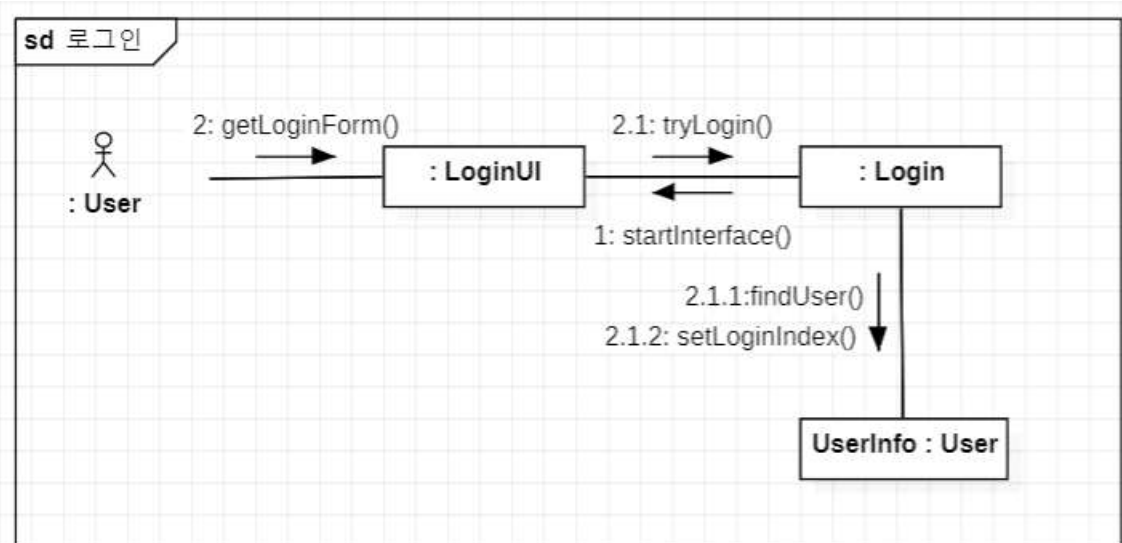 sd 로그인
2: getLoginForm()
2.1: tryLogin()
: User
: LoginUI
: Login
1: startInterface()
2.1.1:findUser()
2.1.2: setLoginIndex()
UserInfo : User